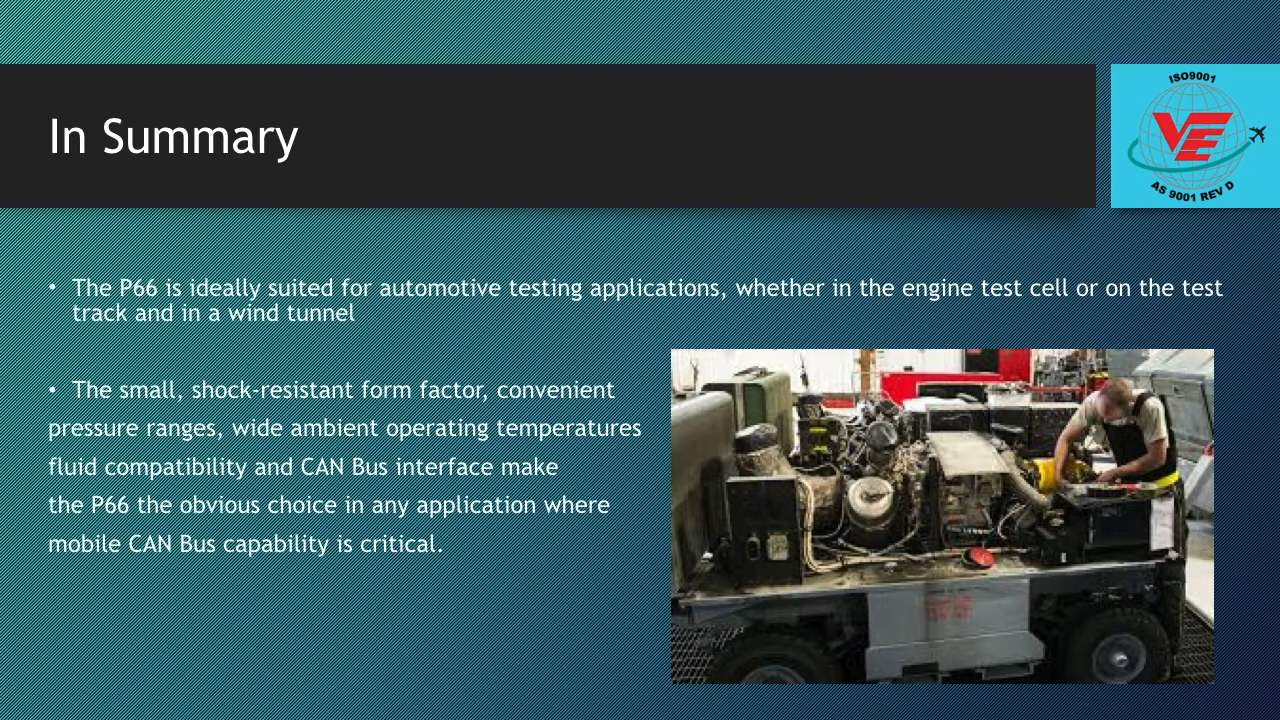 In Summary
ISO9001
VE
AS 9001 REV D
• The P66 is ideally suited for automotive testing applications, whether in the engine test cell or on the test
track and in a wind tunnel
The small, shock-resistant form factor, convenient
pressure ranges, wide ambient operating temperatures
fluid compatibility and CAN Bus interface make
the P66 the obvious choice in any application where
mobile CAN Bus capability is critical.